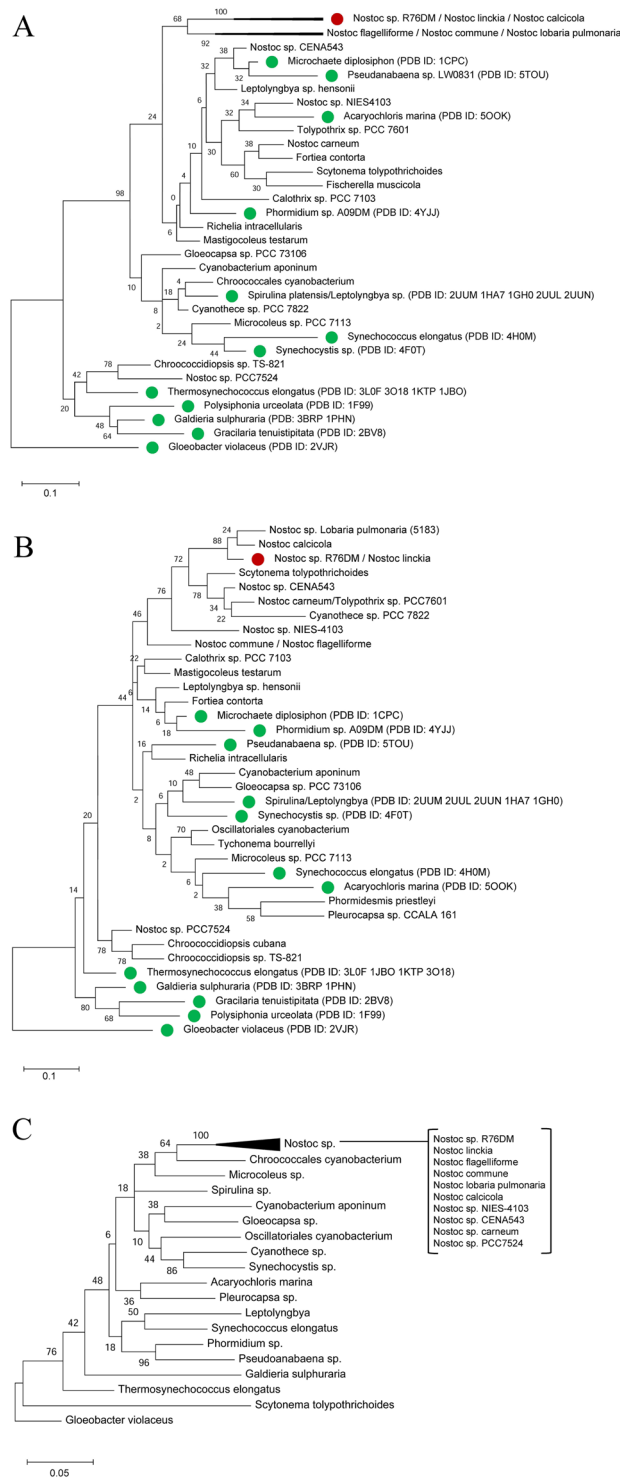 A
100
68
Nostoc sp. R76DM / Nostoc linckia / Nostoc calcicola
Nostoc flagelliforme / Nostoc commune / Nostoc lobaria pulmonaria
92
38
Nostoc sp. CENA543
32
Microchaete diplosiphon (PDB ID: 1CPC)
32
Pseudanabaena sp. LW0831 (PDB ID: 5TOU)
Leptolyngbya sp. hensonii
24
6
34
Nostoc sp. NIES4103
32
Acaryochloris marina (PDB ID: 5OOK)
Tolypothrix sp. PCC 7601
30
38
Nostoc carneum
10
Fortiea contorta
60
Scytonema tolypothrichoides
30
Fischerella muscicola
98
4
Calothrix sp. PCC 7103
0
Phormidium sp. A09DM (PDB ID: 4YJJ)
Richelia intracellularis
6
Mastigocoleus testarum
Gloeocapsa sp. PCC 73106
Cyanobacterium aponinum
10
4
Chroococcales cyanobacterium
18
Spirulina platensis/Leptolyngbya sp. (PDB ID: 2UUM 1HA7 1GH0 2UUL 2UUN)
8
Cyanothece sp. PCC 7822
2
Microcoleus sp. PCC 7113
24
Synechococcus elongatus (PDB ID: 4H0M)
44
Synechocystis sp. (PDB ID: 4F0T)
78
Chroococcidiopsis sp. TS-821
42
Nostoc sp. PCC7524
Thermosynechococcus elongatus (PDB ID: 3L0F 3O18 1KTP 1JBO)
20
Polysiphonia urceolata (PDB ID: 1F99)
48
Galdieria sulphuraria (PDB: 3BRP 1PHN)
64
Gracilaria tenuistipitata (PDB ID: 2BV8)
Gloeobacter violaceus (PDB ID: 2VJR)
0.1
B
24
Nostoc sp. Lobaria pulmonaria (5183)
88
Nostoc calcicola
72
Nostoc sp. R76DM / Nostoc linckia
Scytonema tolypothrichoides
76
78
Nostoc sp. CENA543
34
Nostoc carneum/Tolypothrix sp. PCC7601
22
Cyanothece sp. PCC 7822
46
Nostoc sp. NIES-4103
Nostoc commune / Nostoc flagelliforme
22
Calothrix sp. PCC 7103
44
6
Mastigocoleus testarum
Leptolyngbya sp. hensonii
14
Fortiea contorta
6
Microchaete diplosiphon (PDB ID: 1CPC)
18
Phormidium sp. A09DM (PDB ID: 4YJJ)
16
Pseudanabaena sp. (PDB ID: 5TOU)
Richelia intracellularis
2
48
Cyanobacterium aponinum
10
Gloeocapsa sp. PCC 73106
6
Spirulina/Leptolyngbya (PDB ID: 2UUM 2UUL 2UUN 1HA7 1GH0)
20
Synechocystis sp. (PDB ID: 4F0T)
8
70
Oscillatoriales cyanobacterium
Tychonema bourrellyi
2
Microcoleus sp. PCC 7113
6
Synechococcus elongatus (PDB ID: 4H0M)
2
Acaryochloris marina (PDB ID: 5OOK)
38
Phormidesmis priestleyi
58
Pleurocapsa sp. CCALA 161
14
Nostoc sp. PCC7524
78
Chroococcidiopsis cubana
78
Chroococcidiopsis sp. TS-821
Thermosynechococcus elongatus (PDB ID: 3L0F 1JBO 1KTP 3O18)
Galdieria sulphuraria (PDB ID: 3BRP 1PHN)
80
Gracilaria tenuistipitata (PDB ID: 2BV8)
68
Polysiphonia urceolata (PDB ID: 1F99)
Gloeobacter violaceus (PDB ID: 2VJR)
0.1
C
100
64
Nostoc sp.
38
Chroococcales cyanobacterium
Microcoleus sp.
18
Spirulina sp.
38
Cyanobacterium aponinum
Gloeocapsa sp.
10
Oscillatoriales cyanobacterium
6
44
Cyanothece sp.
86
Synechocystis sp.
48
Acaryochloris marina
36
Pleurocapsa sp.
50
Leptolyngbya
42
Synechococcus elongatus
18
Phormidium sp.
96
Pseudoanabaena sp.
76
Galdieria sulphuraria
Thermosynechococcus elongatus
Scytonema tolypothrichoides
Gloeobacter violaceus
0.05
Nostoc sp. R76DM
Nostoc linckia
Nostoc flagelliforme
Nostoc commune
Nostoc lobaria pulmonaria
Nostoc calcicola
Nostoc sp. NIES-4103
Nostoc sp. CENA543
Nostoc sp. carneum
Nostoc sp. PCC7524